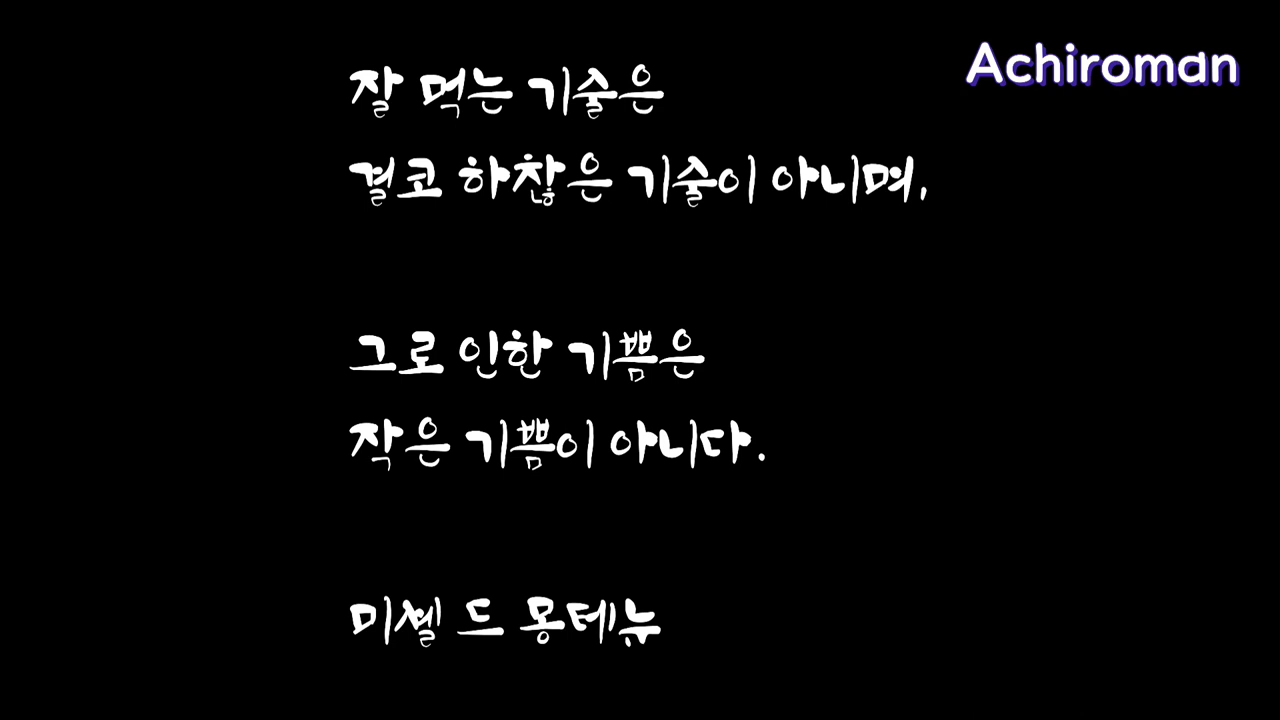 Achiroman
잘 먹는 기술은
결코 하찮은 기술이 아니며,
그로 인한 기쁨은
작은 기쁨이 아니다.
미셸 드 몽테뉴